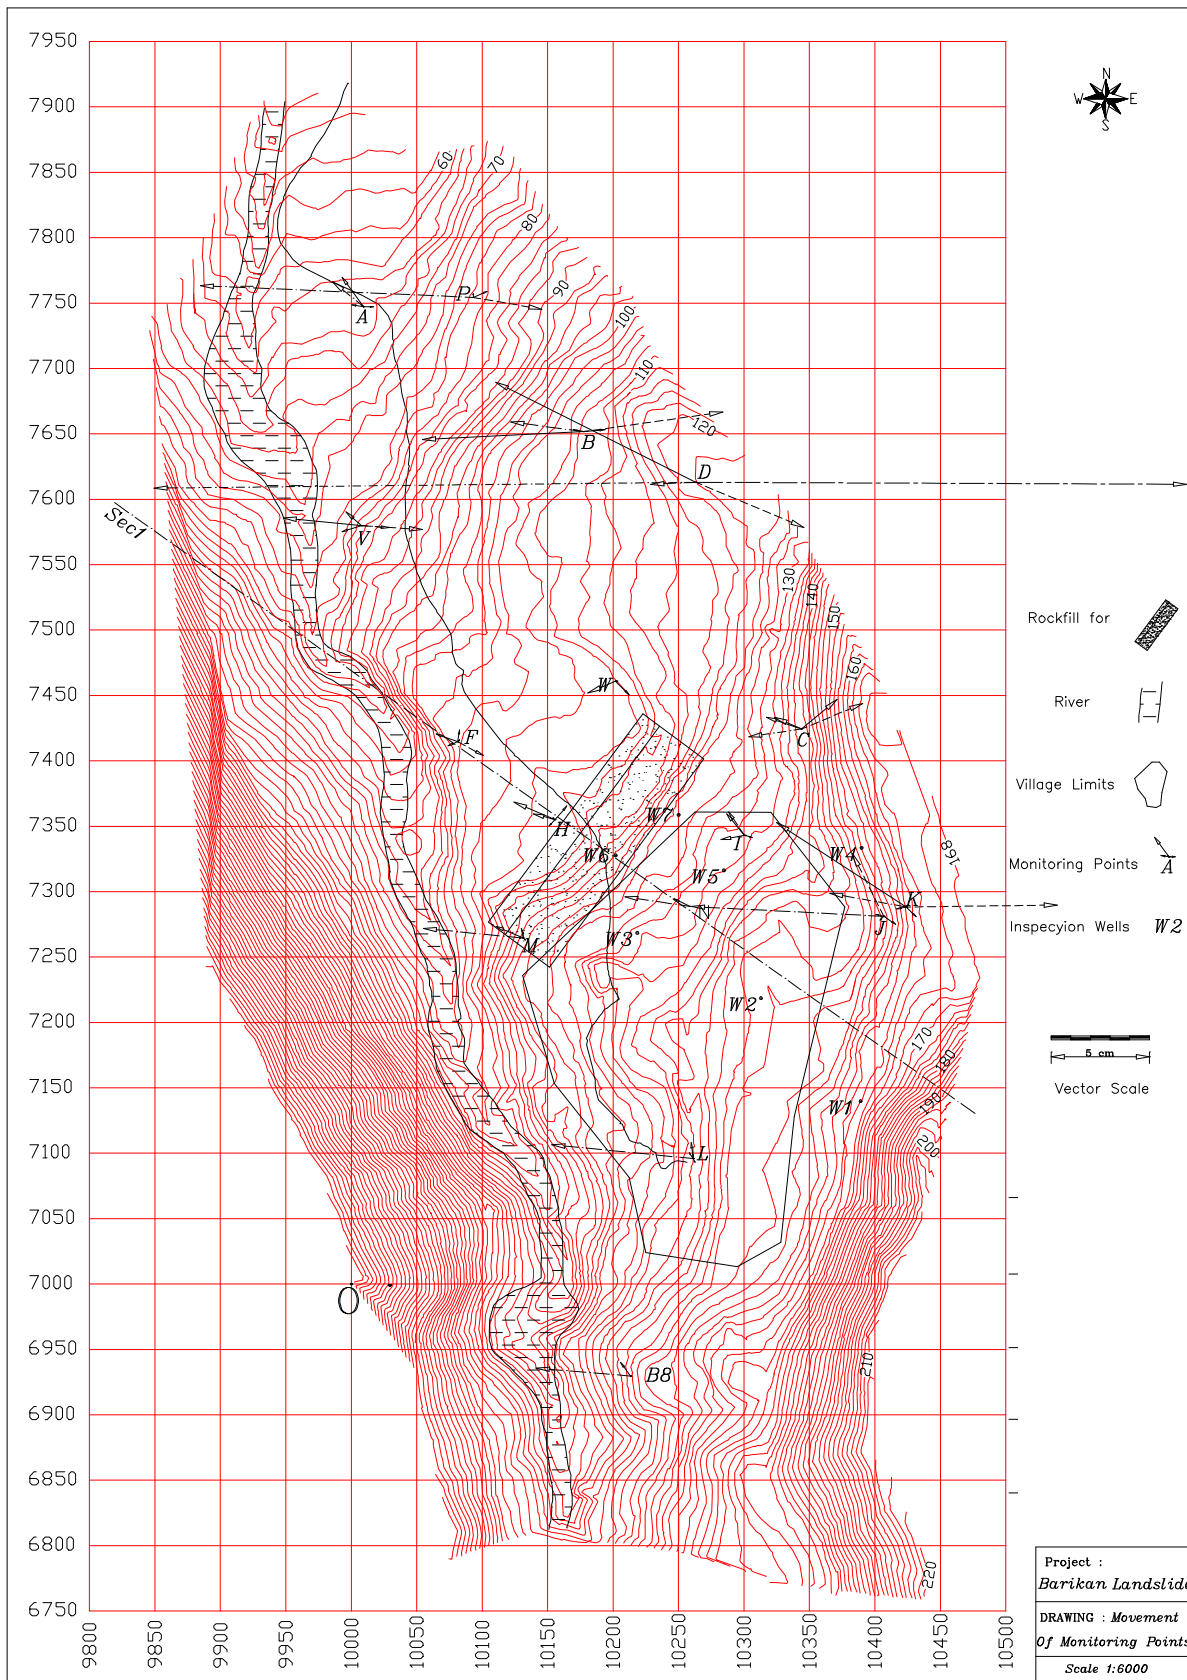 7950
7900
7850
7800
7750
7700
7650
7600
7550
7500
7450
7400
7350
7300
7250
7200
7150
7100
7050
7000
6950
6900
6850
6800
6750
9800
9850
9900
9950
10000
10050
10100
10150
10200
10250
10300
10350
10400
10450
10500
N
W E
S
60
70
80
90
100
110
120
130
140
150
160
168
170
180
190
200
210
220
P
A
B
D
V
Sec1
W
F
C
H
W7
I
W6
W4
W5
K
N
J
M
W3
W2
W1
L
O
B8
Rockfill for
River
Village Limits
Monitoring Points A
Inspecyion Wells W2
5 cm
Vector Scale
Project :
Barikan Landslide
DRAWING : Movement
Of Monitoring Points
Scale 1:6000